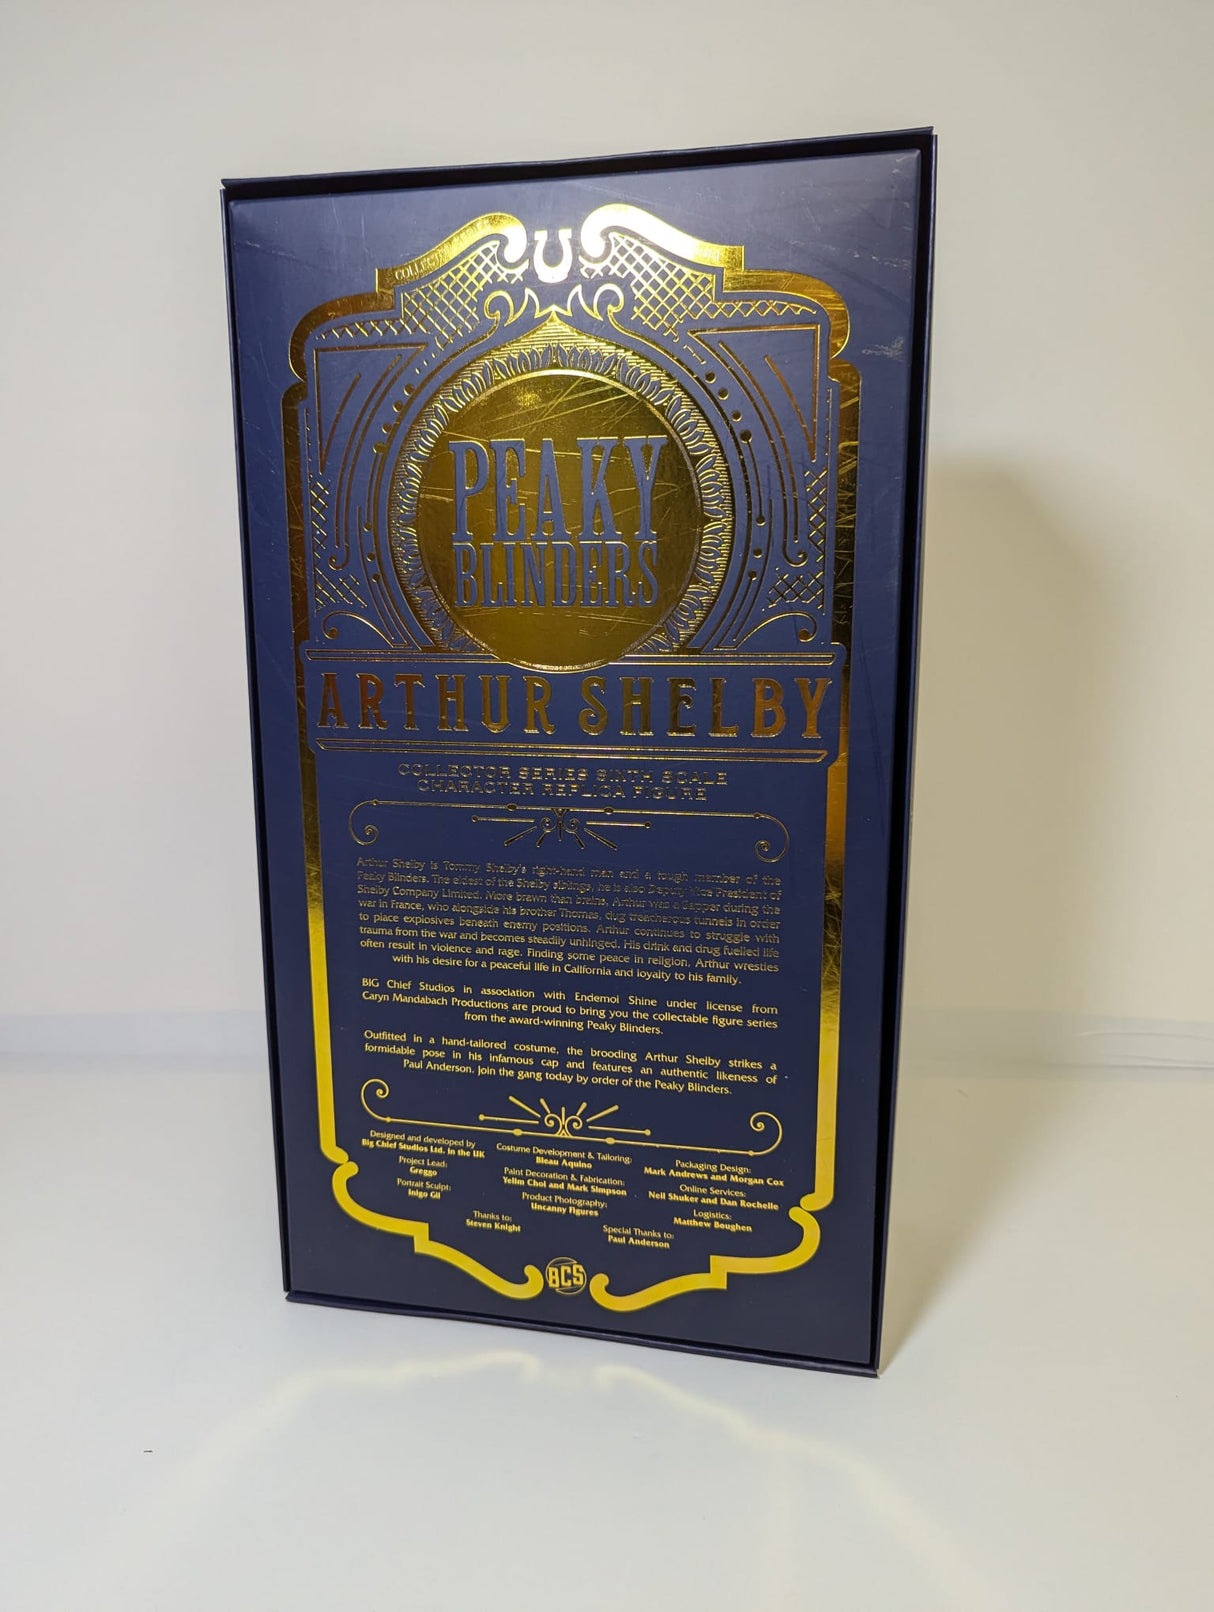 COLLECT
PEAKY
BLINDERS
ARTHUR SHELBY
COLLECTOR SERIES SIXTH SCALE
CHARACTER REPLICA FIGURE
Arthur Shelby is Tommy Shelby's right-hand man and a tough member of the
Peaky Blinders. The eldest of the Shelby siblings, he is also Deputy Vice President of
Shelby Company Limited. More brawn than brains, Arthur was a Sapper during the
war in France, who alongside his brother Thomas, dug treacherous tunnels in order
to place explosives beneath enemy positions. Arthur continues to struggle with
trauma from the war and becomes steadily unhinged. His drink and drug fuelled life
often result in violence and rage. Finding some peace in religion, Arthur wrestles
with his desire for a peaceful life in California and loyalty to his family.
BIG Chief Studios in association with Endemol Shine under license from
Caryn Mandabach Productions are proud to bring you the collectable figure series
from the award-winning Peaky Blinders.
Outfitted in a hand-tailored costume, the brooding Arthur Shelby strikes a
formidable pose in his infamous cap and features an authentic likeness of
Paul Anderson. Join the gang today by order of the Peaky Blinders.
Designed and developed by
Big Chief Studios Ltd. in the UK
Project Lead:
Greggo
Portrait Sculpt:
Inigo Gil
Costume Development & Tailoring:
Bleau Aquino
Paint Decoration & Fabrication:
Yelim Choi and Mark Simpson
Product Photography:
Uncanny Figures
Packaging Design:
Mark Andrews and Morgan Cox
Online Services:
Neil Shuker and Dan Rochelle
Logistics:
Matthew Boughen
Thanks to:
Steven Knight
Special Thanks to:
Paul Anderson
BCS